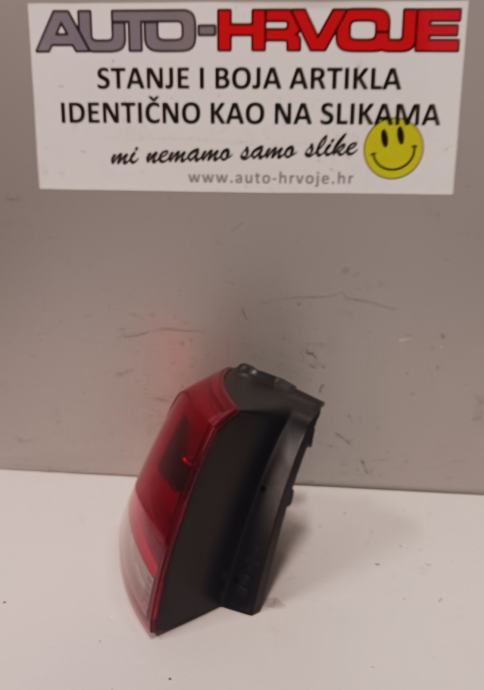 AUTO-HRVOJE
STANJE I BOJA ARTIKLA
IDENTIČNO KAO NA SLIKAMA
mi nemamo samo slike
www.auto-hrvoje.hr